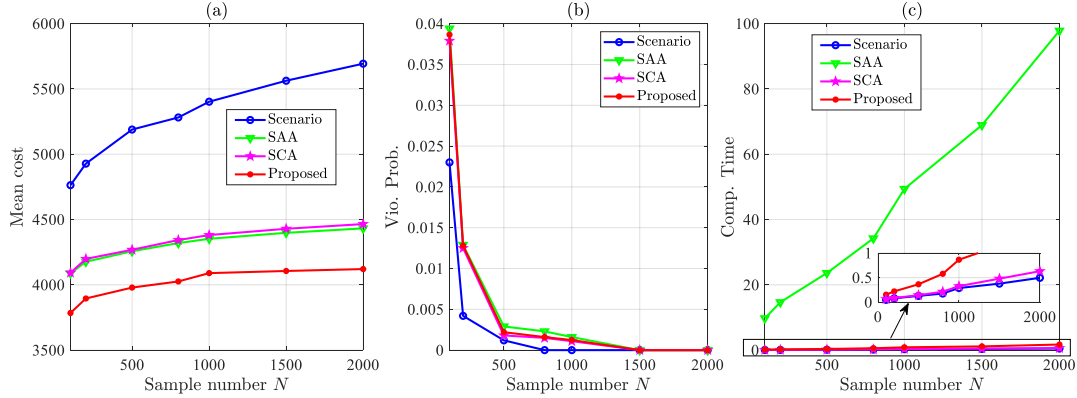 (a)
6000
5500
5000
4500
4000
3500
500
1000
1500
2000
Mean cost
Sample number N
Scenario
SAA
SCA
Proposed
(b)
0.04
0.035
0.03
0.025
0.02
0.015
0.01
0.005
0
500
1000
1500
2000
Vio. Prob.
Sample number N
Scenario
SAA
SCA
Proposed
(c)
100
80
60
40
20
0
500
1000
1500
2000
Comp. Time
Sample number N
Scenario
SAA
SCA
Proposed
1
0.5
0
0
1000
2000